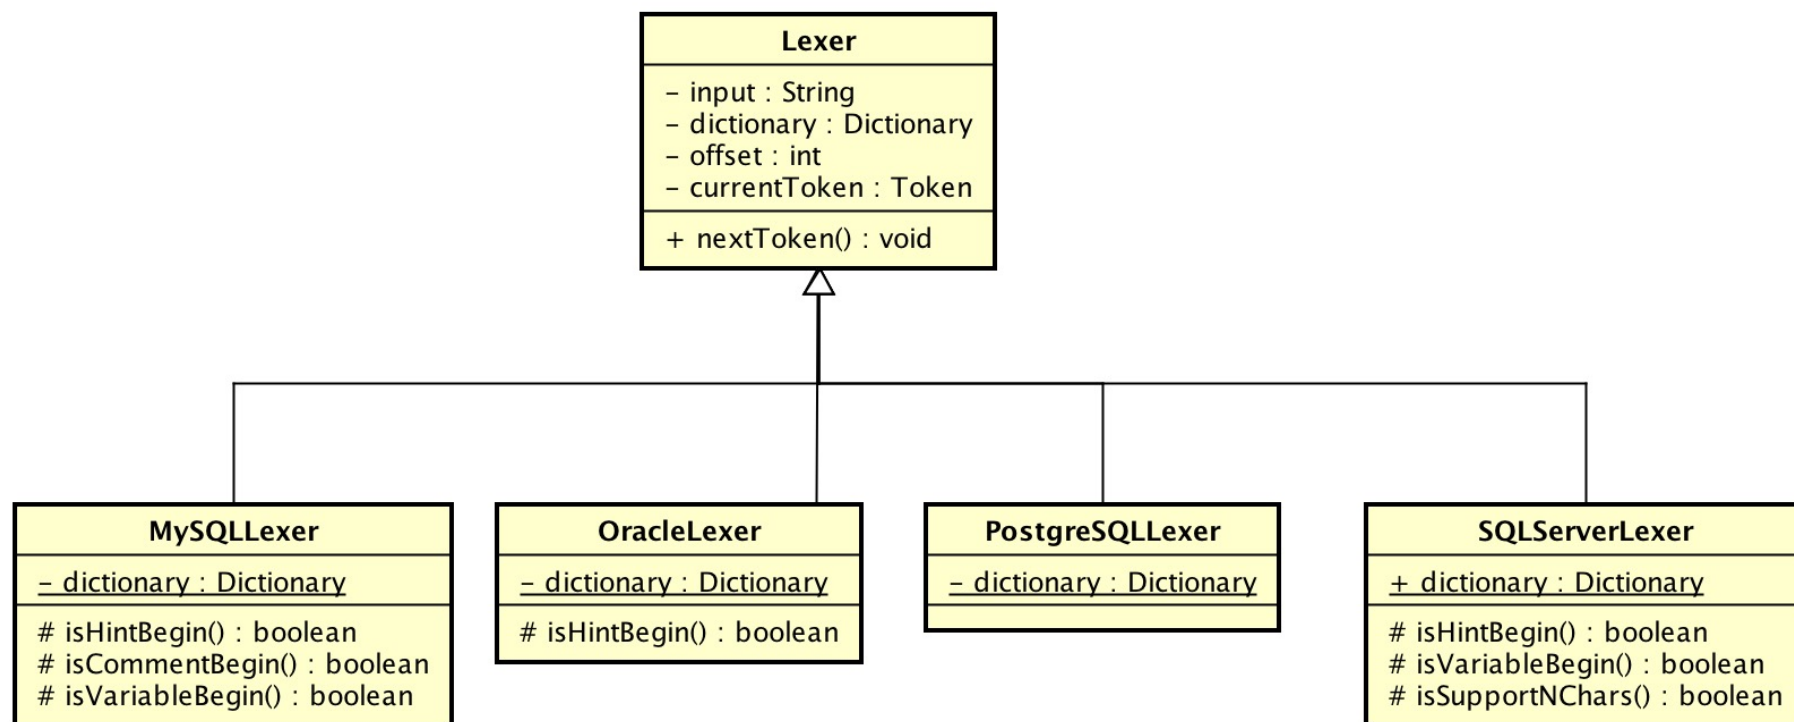 Lexer
– input : String
– dictionary : Dictionary
– offset : int
– currentToken : Token
+ nextToken() : void
MySQLLexer
– dictionary : Dictionary
# isHintBegin() : boolean
# isCommentBegin() : boolean
# isVariableBegin() : boolean
OracleLexer
– dictionary : Dictionary
# isHintBegin() : boolean
PostgreSQLLexer
– dictionary : Dictionary
SQLServerLexer
+ dictionary : Dictionary
# isHintBegin() : boolean
# isVariableBegin() : boolean
# isSupportNChars() : boolean